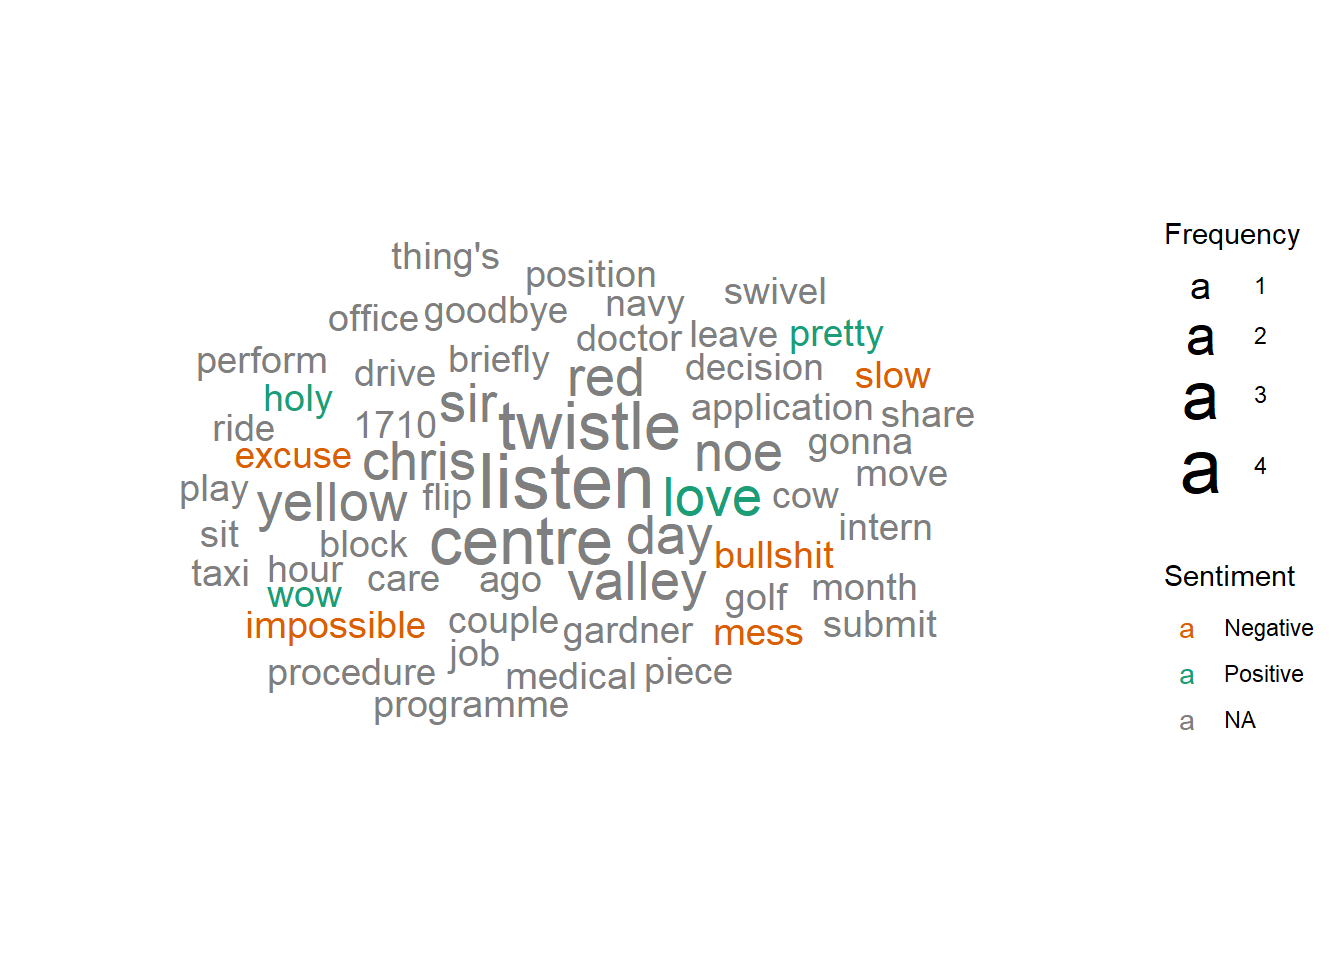 thing's
position
swivel
office
goodbye
navy
doctor
leave
pretty
perform
drive
briefly
red
decision
slow
holy
sir
twistle
application
share
ride
1710
excuse
chris
noe
gonna
move
play
yellow
flip
listen
love
cow
sit
block
centre
day
bullshit
intern
taxi
hour
care
ago
valley
golf
month
wow
impossible
couple
gardner
mess
submit
procedure
job
medical
piece
programme
Frequency
a 1
a 2
a 3
a 4
Sentiment
a Negative
a Positive
a NA